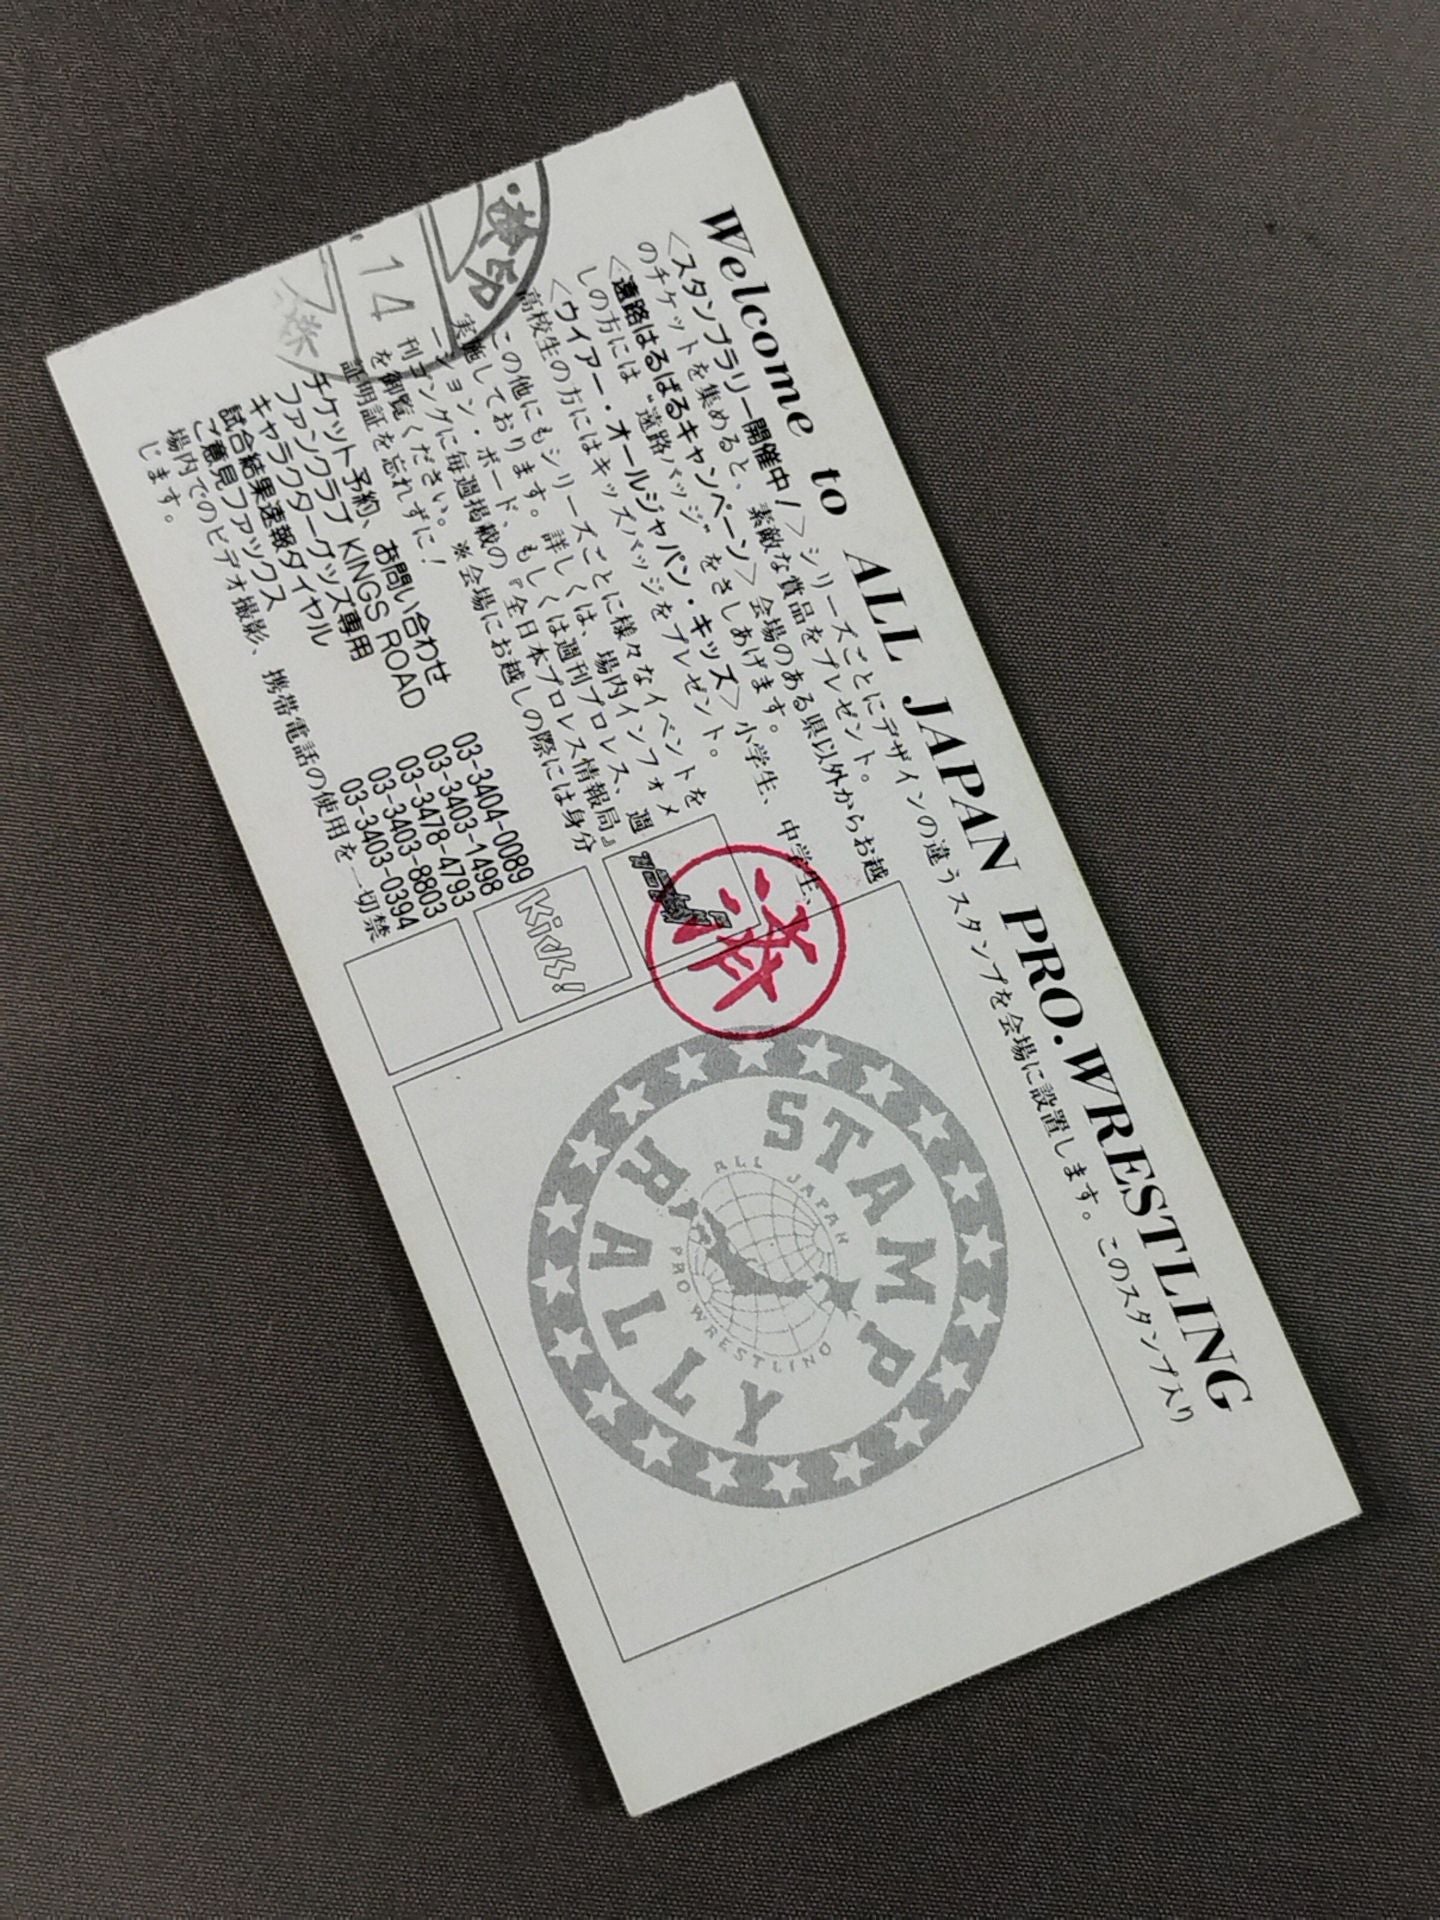 Welcome to ALL JAPAN PRO.WRESTLING
<スタンプラリー開催中!>シリーズごとにデザインの違うスタンプを会場に設置します。このスタンプ入り
のチケットを集めると、素敵な賞品をプレゼント。
<遠路はるばるキャンペーン>会場のある県以外からお越
しの方には“遠路バッジ”をさしあげます。
<ウイアー・オールジャパン・キッズ>小学生、中学生、
高校生の方にはキッズバッジをプレゼント。
この他にもシリーズごとに様々なイベントを
実施しております。詳しくは、場内インフォメ
ーション・ボード、もしくは週刊プロレス、週
刊ゴングに毎週掲載の『全日本プロレス情報局』
を御覧ください。※会場にお越しの際には身分
証明証を忘れずに!
チケット予約、お問い合わせ 03-3404-0089
ファンクラブ KINGS ROAD 03-3403-1498
キャラクターグッズ専用 03-3478-4793
試合結果速報ダイヤル 03-3403-8803
ご意見ファックス 03-3403-0394
場内でのビデオ撮影、携帯電話の使用を一切禁
じます。
14
済
Kids!
STAMP RALLY
ALL JAPAN
PRO WRESTLING